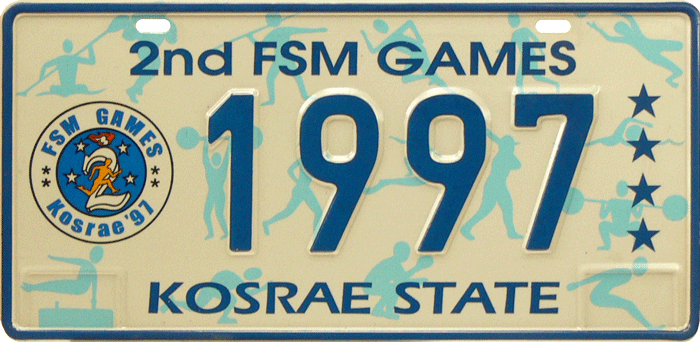 2nd FSM GAMES
1997
FSM GAMES
2
Kosrae '97
KOSRAE STATE